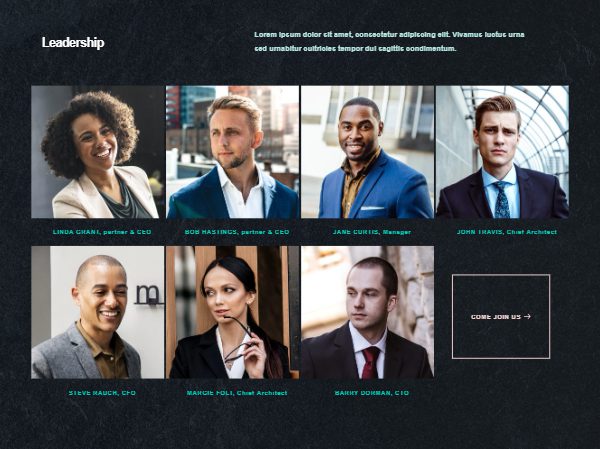 Leadership
Lorem ipsum dolor sit amet, consectetur adipiscing elit. Vivamus luctus urna
sed urnabitur cultricies tempor dui sagittis condimentum.
LINDA GRANT, partner & CEO
BOB HASTINGS, partner & CEO
JANE CURTIS, Manager
JOHN TRAVIS, Chief Architect
m
COME JOIN US →
STEVE RAUCH, CFO
MARGIE FOLT, Chief Architect
BARRY DORMAN, CTO